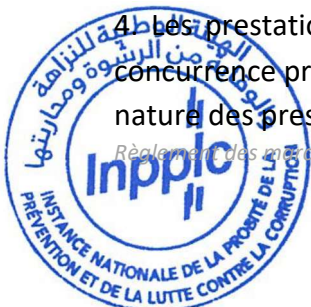 4. Les prestatio
concurrence pr
nature des pres
Règlement des marc
الهيئة الوطنية للنزاهة
والوقاية من الرشوة ومحاربتها
Inpplc
INSTANCE NATIONALE DE LA PROBITÉ DE LA
PRÉVENTION ET DE LA LUTTE CONTRE LA CORRUPTION